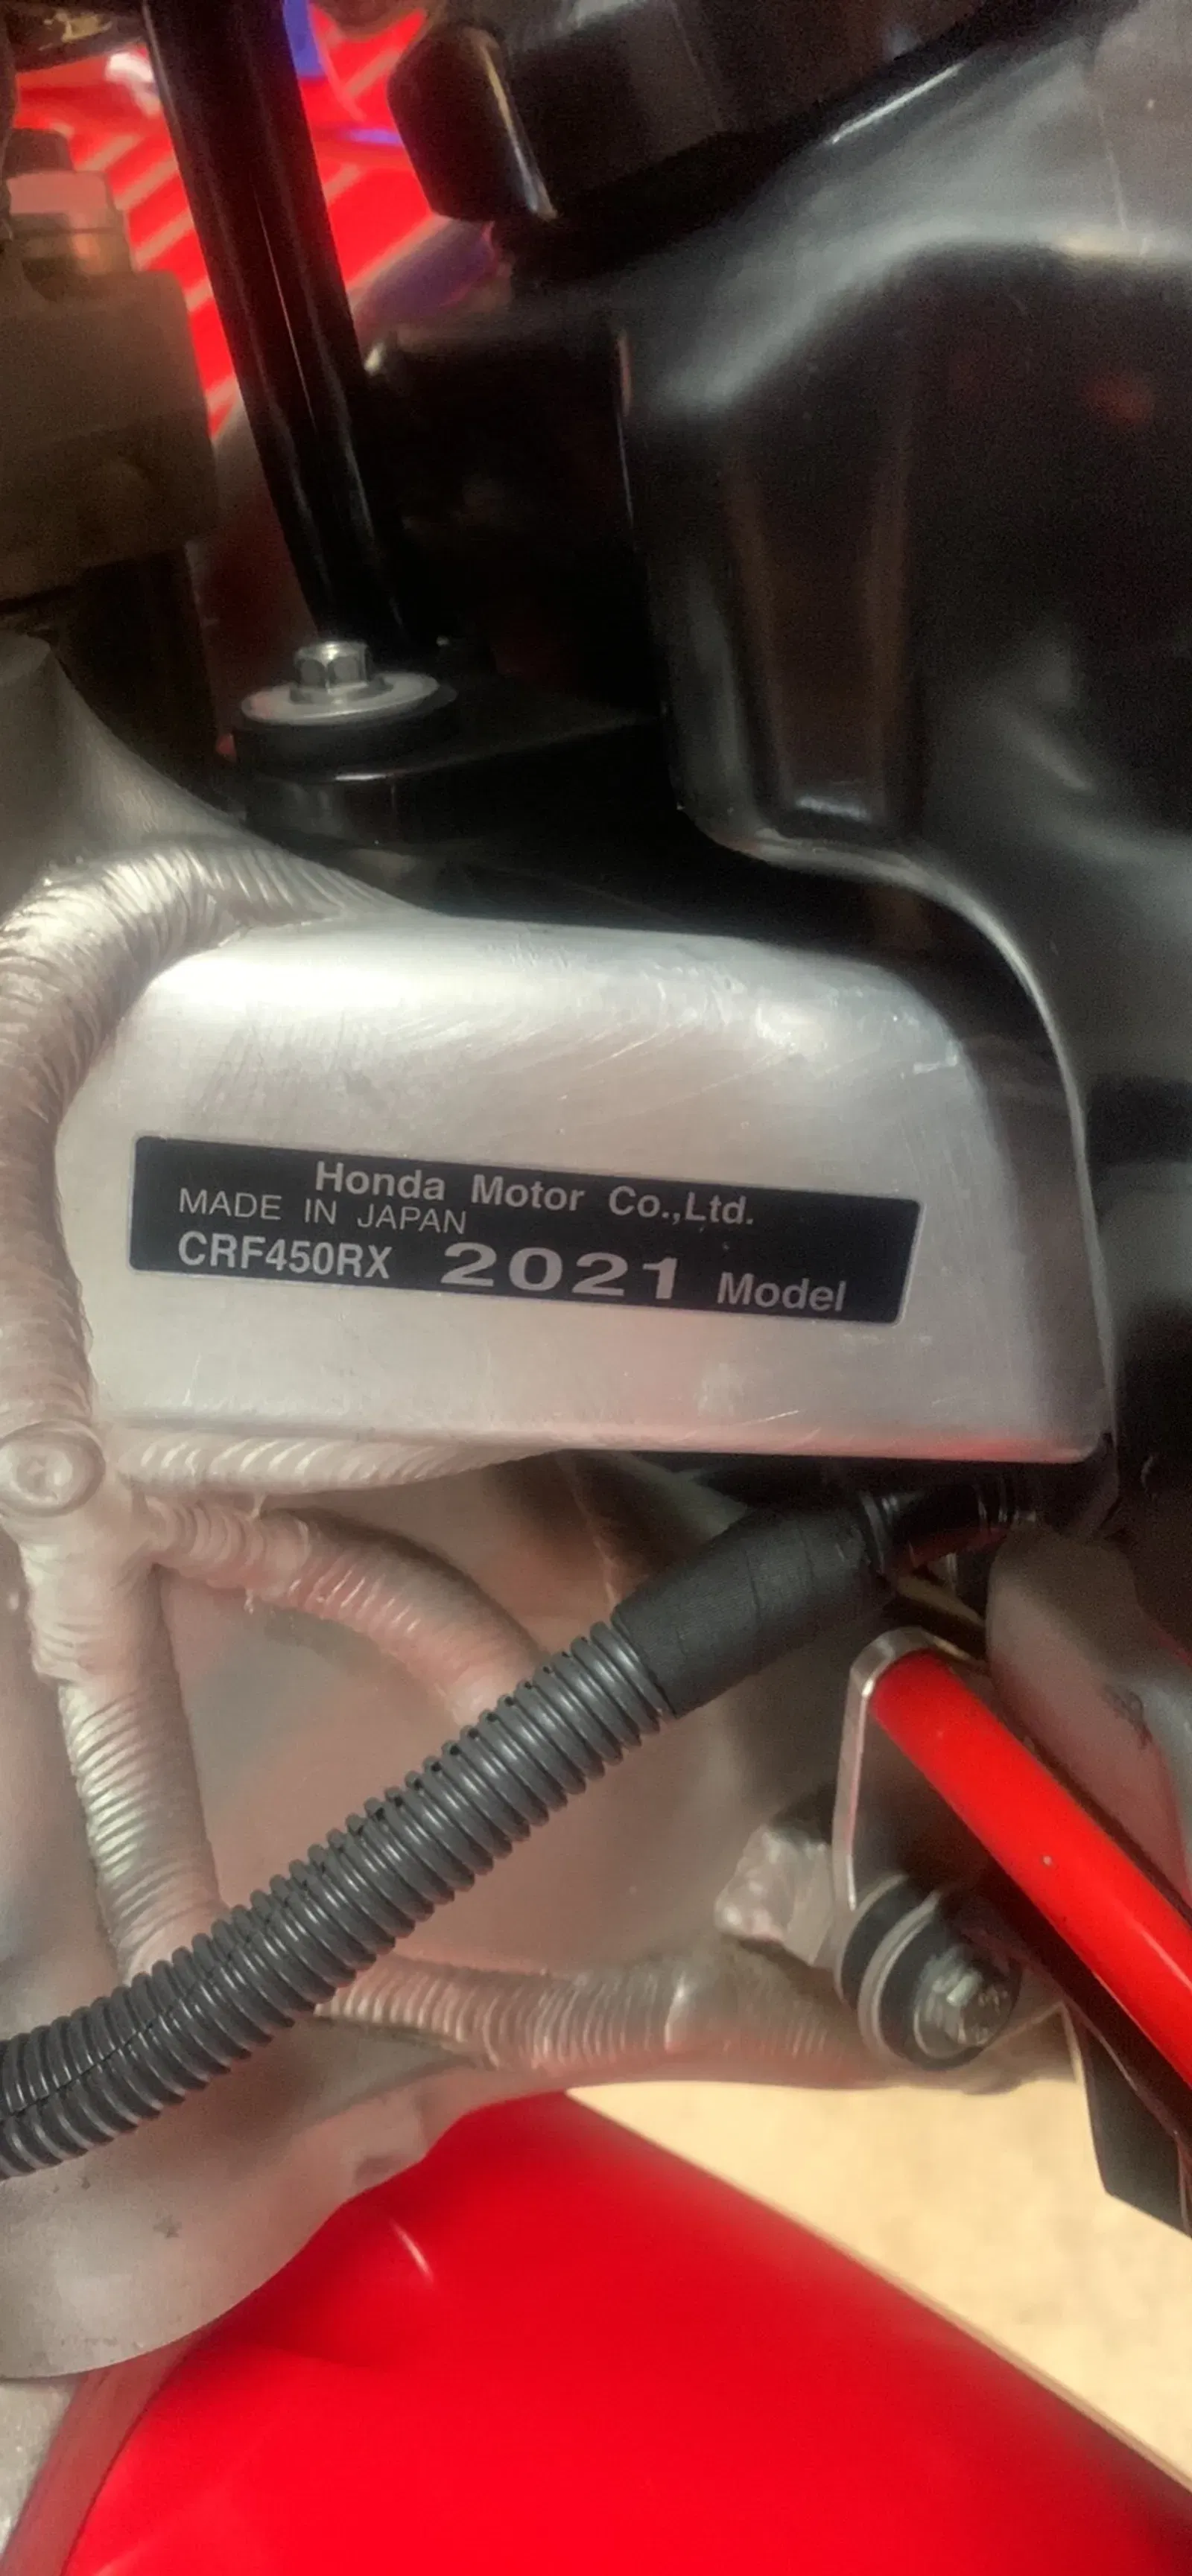 Honda Motor Co.,Ltd.
MADE IN JAPAN
CRF450RX 2021 Model